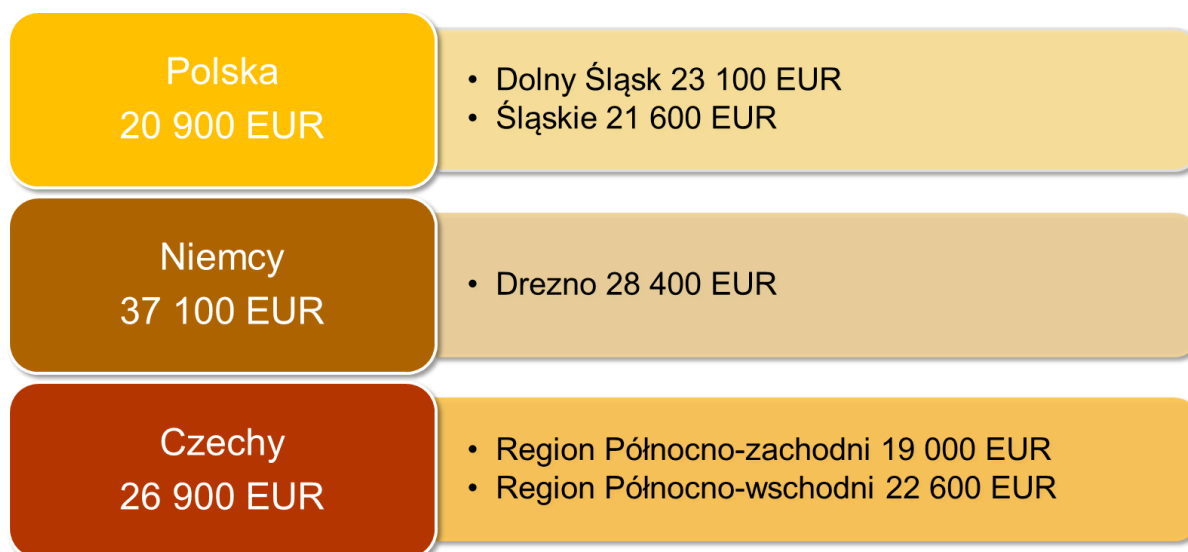 Polska
20 900 EUR
• Dolny Śląsk 23 100 EUR
• Śląskie 21 600 EUR
Niemcy
37 100 EUR
• Drezno 28 400 EUR
Czechy
26 900 EUR
• Region Północno-zachodni 19 000 EUR
• Region Północno-wschodni 22 600 EUR